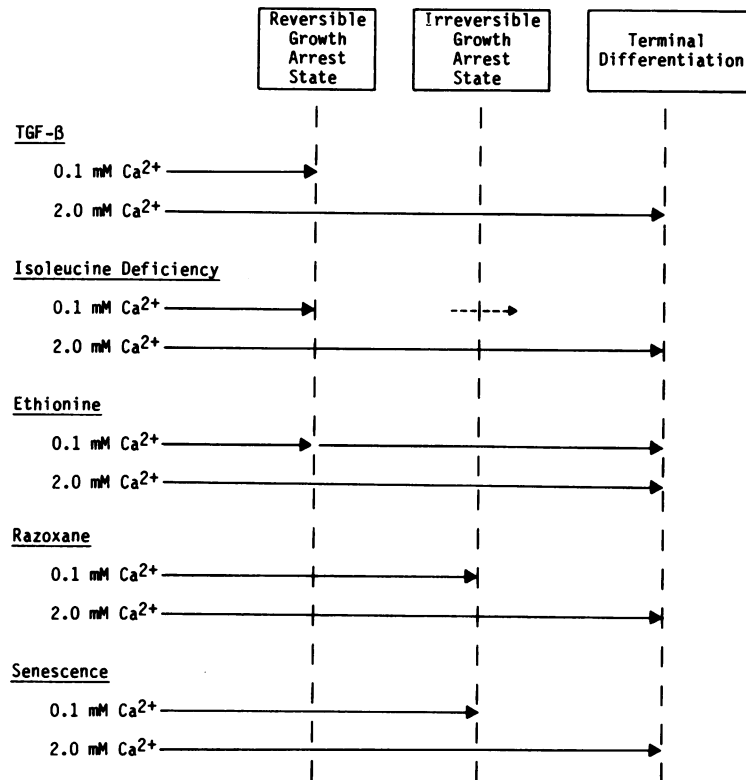 Reversible
Growth
Arrest
State
Irreversible
Growth
Arrest
State
Terminal
Differentiation
TGF-β
0.1 mM Ca²⁺
2.0 mM Ca²⁺
Isoleucine Deficiency
0.1 mM Ca²⁺
2.0 mM Ca²⁺
Ethionine
0.1 mM Ca²⁺
2.0 mM Ca²⁺
Razoxane
0.1 mM Ca²⁺
2.0 mM Ca²⁺
Senescence
0.1 mM Ca²⁺
2.0 mM Ca²⁺